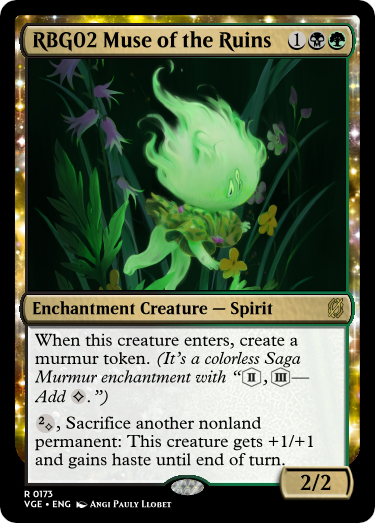 RBG02 Muse of the Ruins 1
Enchantment Creature — Spirit
When this creature enters, create a
murmur token. (It's a colorless Saga
Murmur enchantment with "II, III—
Add .")
2, Sacrifice another nonland
permanent: This creature gets +1/+1
and gains haste until end of turn.
2/2
R 0173
VGE • ENG Angi Pauly Llobet